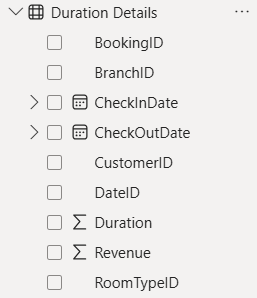 Duration Details
BookingID
BranchID
CheckInDate
CheckOutDate
CustomerID
DateID
Duration
Revenue
RoomTypeID